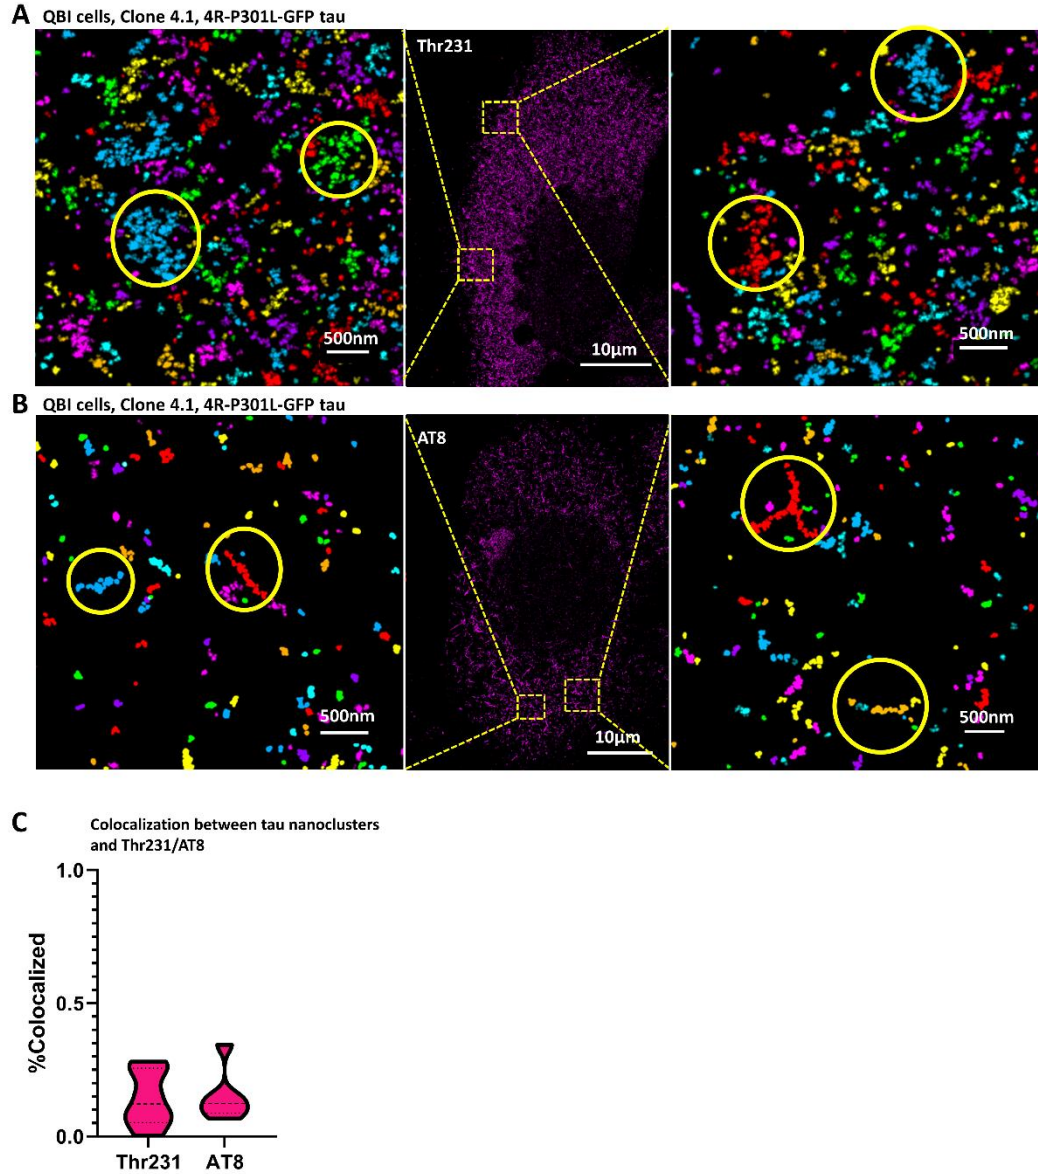 A
QBI cells, Clone 4.1, 4R-P301L-GFP tau
Thr231
500nm
10µm
500nm
B
QBI cells, Clone 4.1, 4R-P301L-GFP tau
AT8
500nm
10µm
500nm
C
Colocalization between tau nanoclusters
and Thr231/AT8
%Colocalized
1.0
0.5
0.0
Thr231 AT8